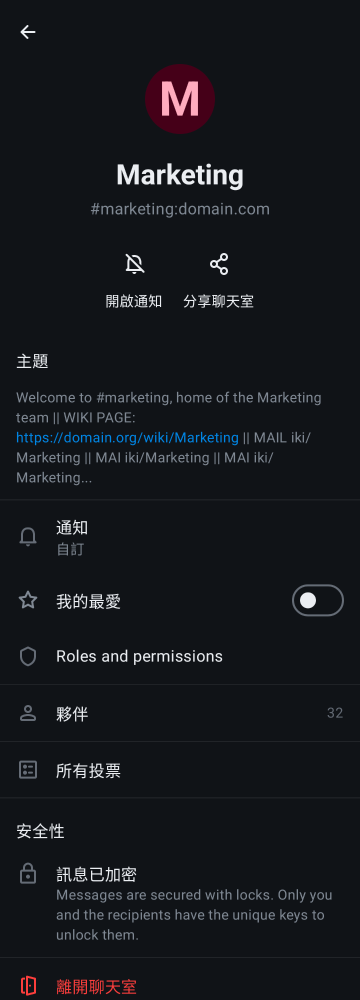 M
Marketing
#marketing:domain.com
開啟通知
分享聊天室
主題
Welcome to #marketing, home of the Marketing
team || WIKI PAGE:
https://domain.org/wiki/Marketing || MAIL iki/
Marketing || MAI iki/Marketing || MAI iki/
Marketing...
通知
自訂
我的最愛
Roles and permissions
夥伴 32
所有投票
安全性
訊息已加密
Messages are secured with locks. Only you
and the recipients have the unique keys to
unlock them.
離開聊天室